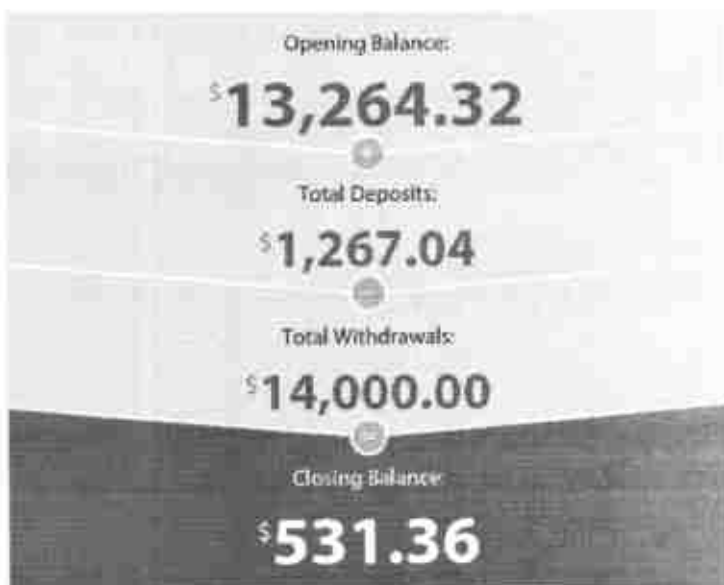 Opening Balance:
$13,264.32
+
Total Deposits:
$1,267.04
Total Withdrawals:
$14,000.00
=
Closing Balance:
$531.36